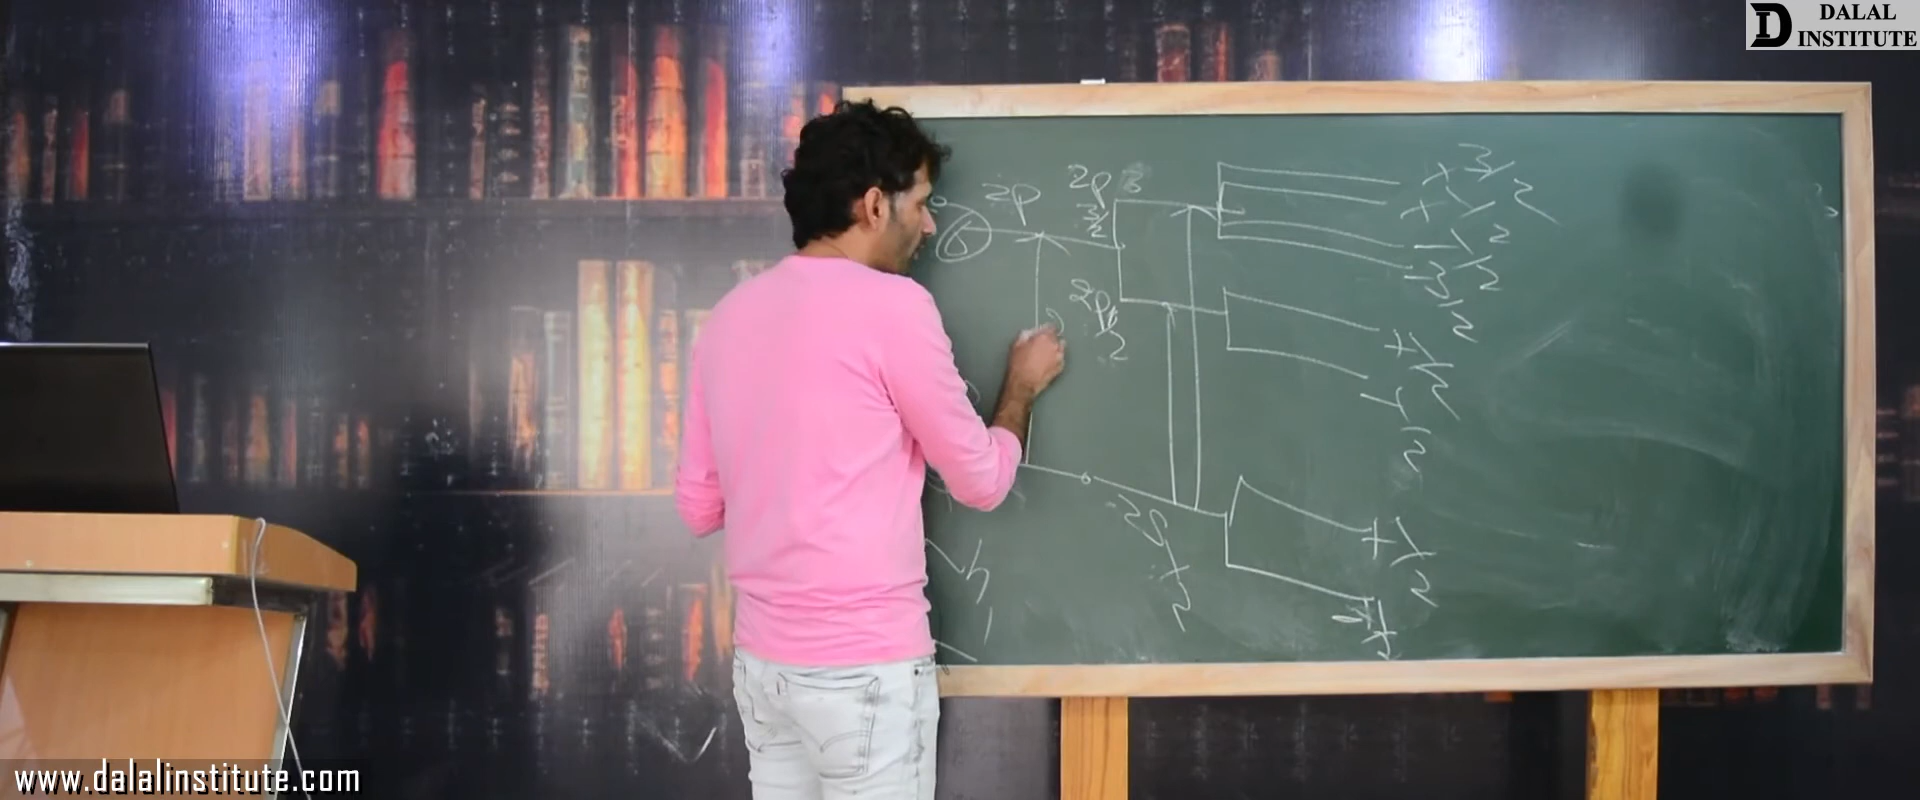 DALAL
INSTITUTE
2p
2p 3/2
2p 1/2
2S 1/2
+3/2
+1/2
-1/2
-3/2
+1/2
-1/2
+1/2
www.dalalinstitute.com